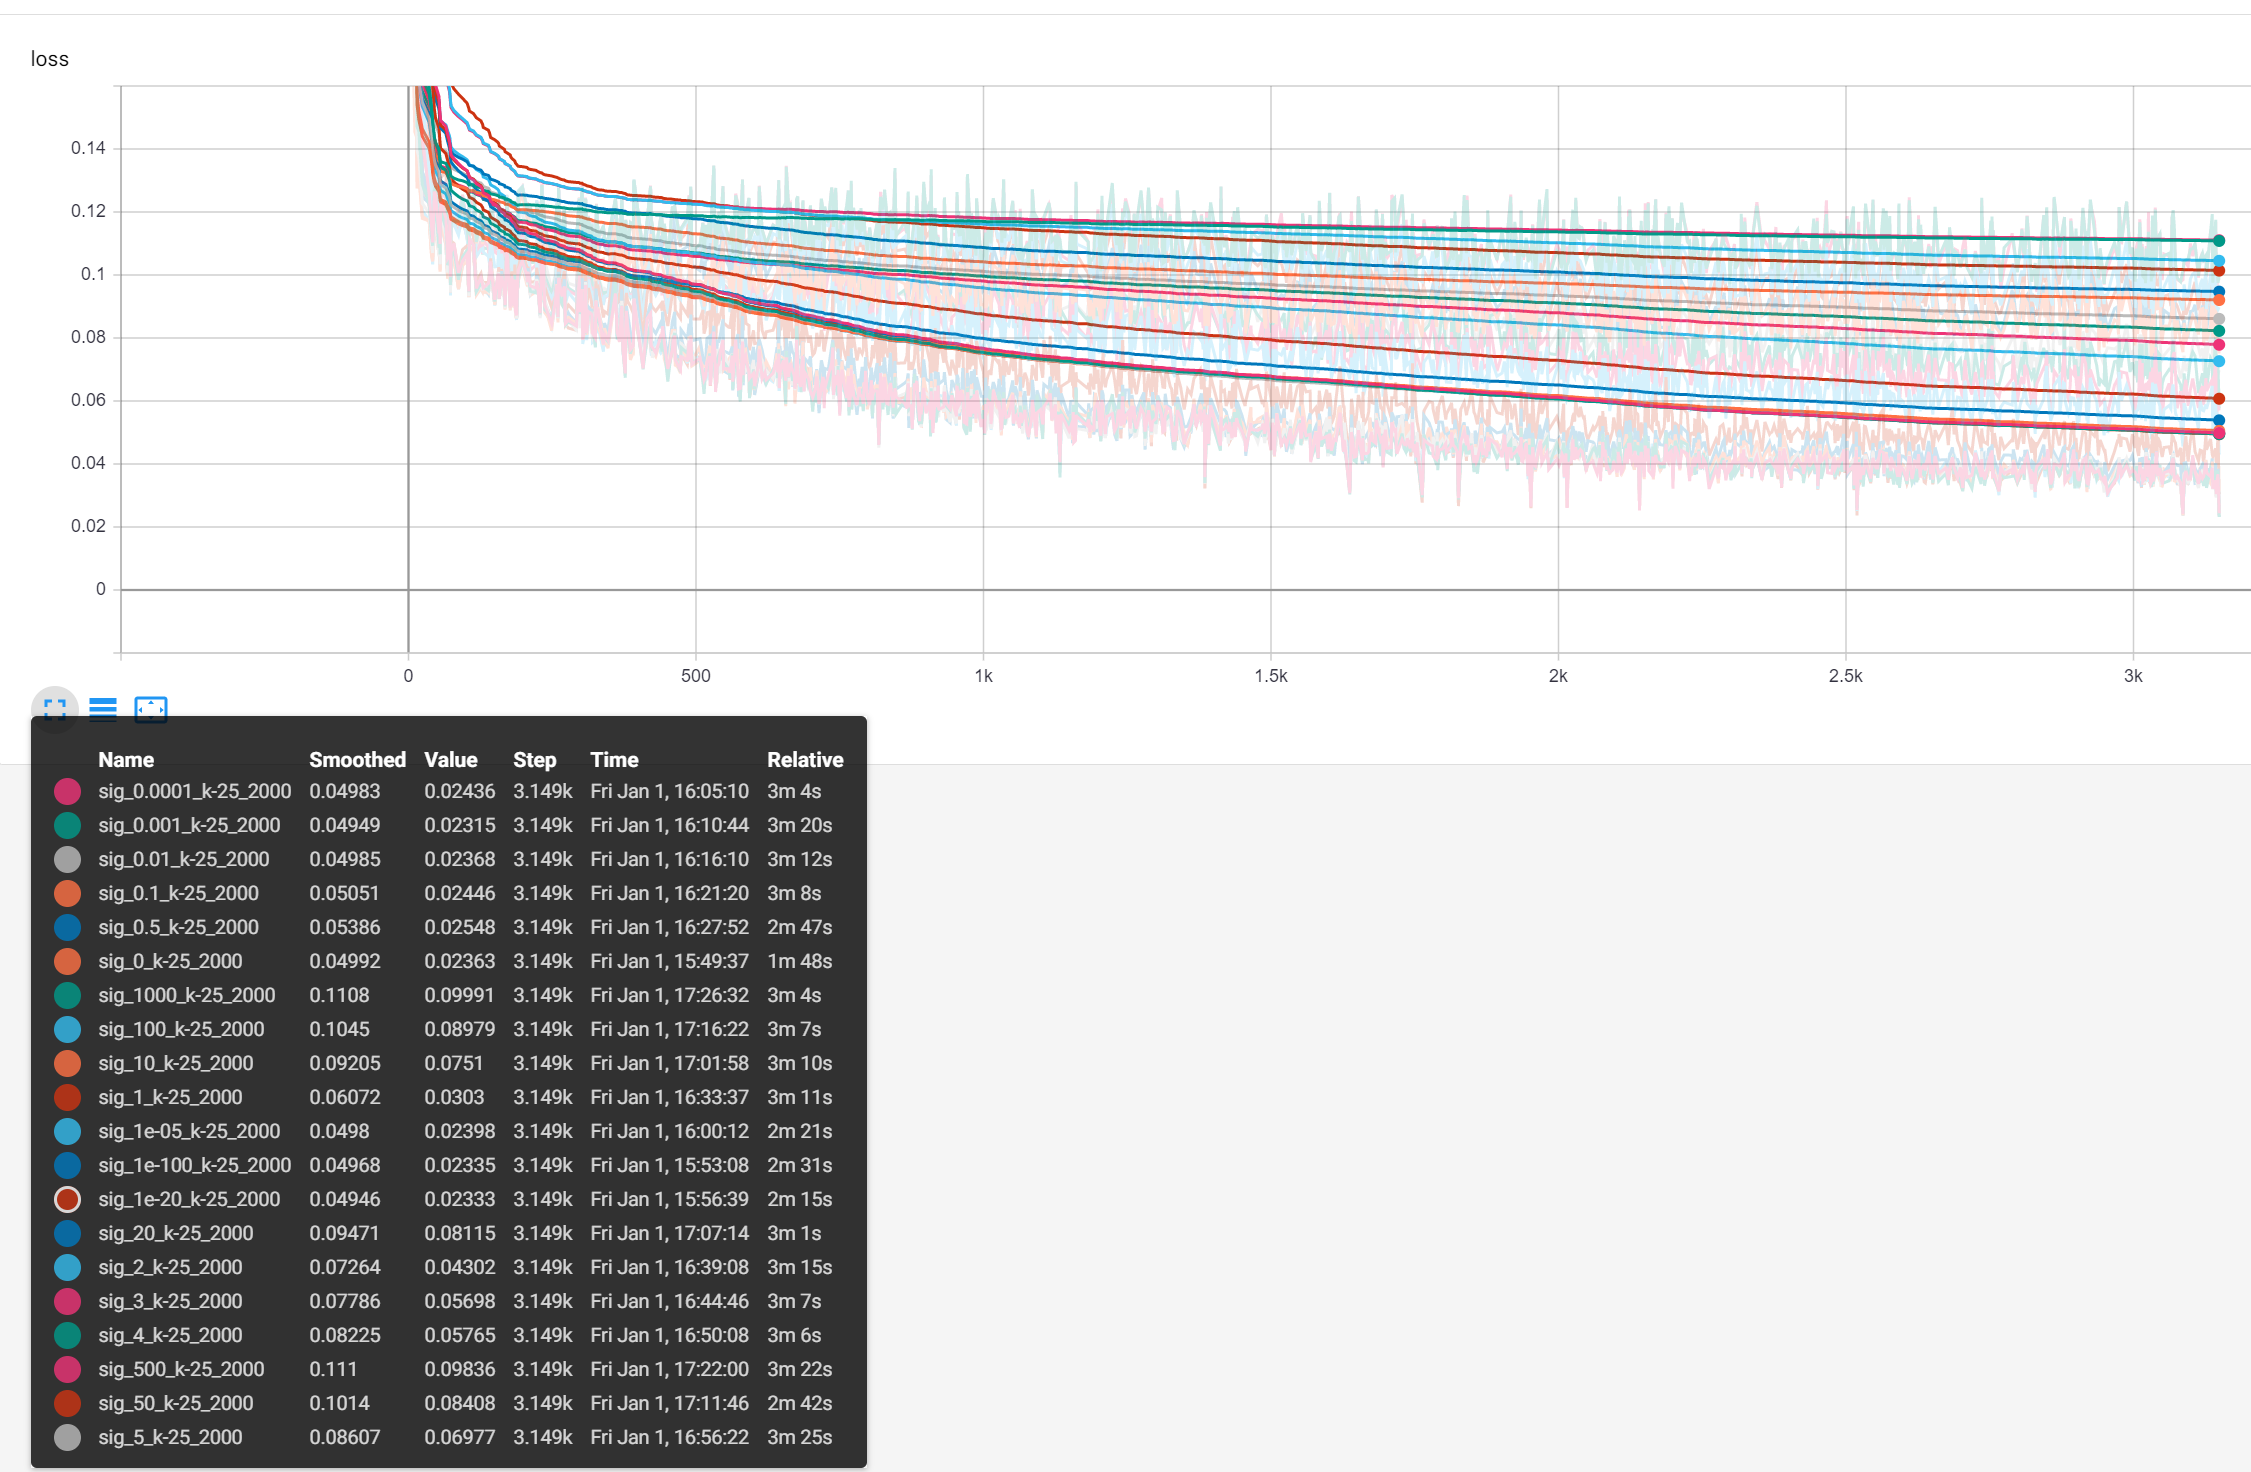 loss
0.14
0.12
0.1
0.08
0.06
0.04
0.02
0
0 500 1k 1.5k 2k 2.5k 3k
Name Smoothed Value Step Time Relative
sig_0.0001_k-25_2000 0.04983 0.02436 3.149k Fri Jan 1, 16:05:10 3m 4s
sig_0.001_k-25_2000 0.04949 0.02315 3.149k Fri Jan 1, 16:10:44 3m 20s
sig_0.01_k-25_2000 0.04985 0.02368 3.149k Fri Jan 1, 16:16:10 3m 12s
sig_0.1_k-25_2000 0.05051 0.02446 3.149k Fri Jan 1, 16:21:20 3m 8s
sig_0.5_k-25_2000 0.05386 0.02548 3.149k Fri Jan 1, 16:27:52 2m 47s
sig_0_k-25_2000 0.04992 0.02363 3.149k Fri Jan 1, 15:49:37 1m 48s
sig_1000_k-25_2000 0.1108 0.09991 3.149k Fri Jan 1, 17:26:32 3m 4s
sig_100_k-25_2000 0.1045 0.08979 3.149k Fri Jan 1, 17:16:22 3m 7s
sig_10_k-25_2000 0.09205 0.0751 3.149k Fri Jan 1, 17:01:58 3m 10s
sig_1_k-25_2000 0.06072 0.0303 3.149k Fri Jan 1, 16:33:37 3m 11s
sig_1e-05_k-25_2000 0.0498 0.02398 3.149k Fri Jan 1, 16:00:12 2m 21s
sig_1e-100_k-25_2000 0.04968 0.02335 3.149k Fri Jan 1, 15:53:08 2m 31s
sig_1e-20_k-25_2000 0.04946 0.02333 3.149k Fri Jan 1, 15:56:39 2m 15s
sig_20_k-25_2000 0.09471 0.08115 3.149k Fri Jan 1, 17:07:14 3m 1s
sig_2_k-25_2000 0.07264 0.04302 3.149k Fri Jan 1, 16:39:08 3m 15s
sig_3_k-25_2000 0.07786 0.05698 3.149k Fri Jan 1, 16:44:46 3m 7s
sig_4_k-25_2000 0.08225 0.05765 3.149k Fri Jan 1, 16:50:08 3m 6s
sig_500_k-25_2000 0.111 0.09836 3.149k Fri Jan 1, 17:22:00 3m 22s
sig_50_k-25_2000 0.1014 0.08408 3.149k Fri Jan 1, 17:11:46 2m 42s
sig_5_k-25_2000 0.08607 0.06977 3.149k Fri Jan 1, 16:56:22 3m 25s